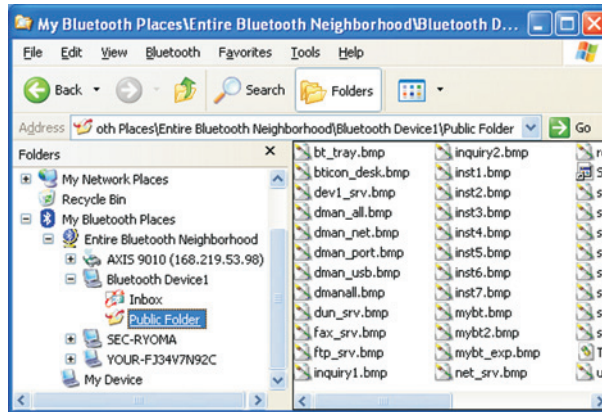 My Bluetooth Places\Entire Bluetooth Neighborhood\Bluetooth D...
File Edit View Bluetooth Favorites Tools Help
Back Search Folders
Address oth Places\Entire Bluetooth Neighborhood\Bluetooth Device1\Public Folder Go
Folders
My Network Places
Recycle Bin
My Bluetooth Places
Entire Bluetooth Neighborhood
AXIS 9010 (168.219.53.98)
Bluetooth Device1
Inbox
Public Folder
SEC-RYOMA
YOUR-FJ34V7N92C
My Device
bt_tray.bmp
bticon_desk.bmp
dev1_srv.bmp
dman_all.bmp
dman_net.bmp
dman_port.bmp
dman_usb.bmp
dmanall.bmp
dun_srv.bmp
fax_srv.bmp
ftp_srv.bmp
inquiry1.bmp
inquiry2.bmp
inst1.bmp
inst2.bmp
inst3.bmp
inst4.bmp
inst5.bmp
inst6.bmp
inst7.bmp
mybt.bmp
mybt2.bmp
mybt_exp.bmp
net_srv.bmp